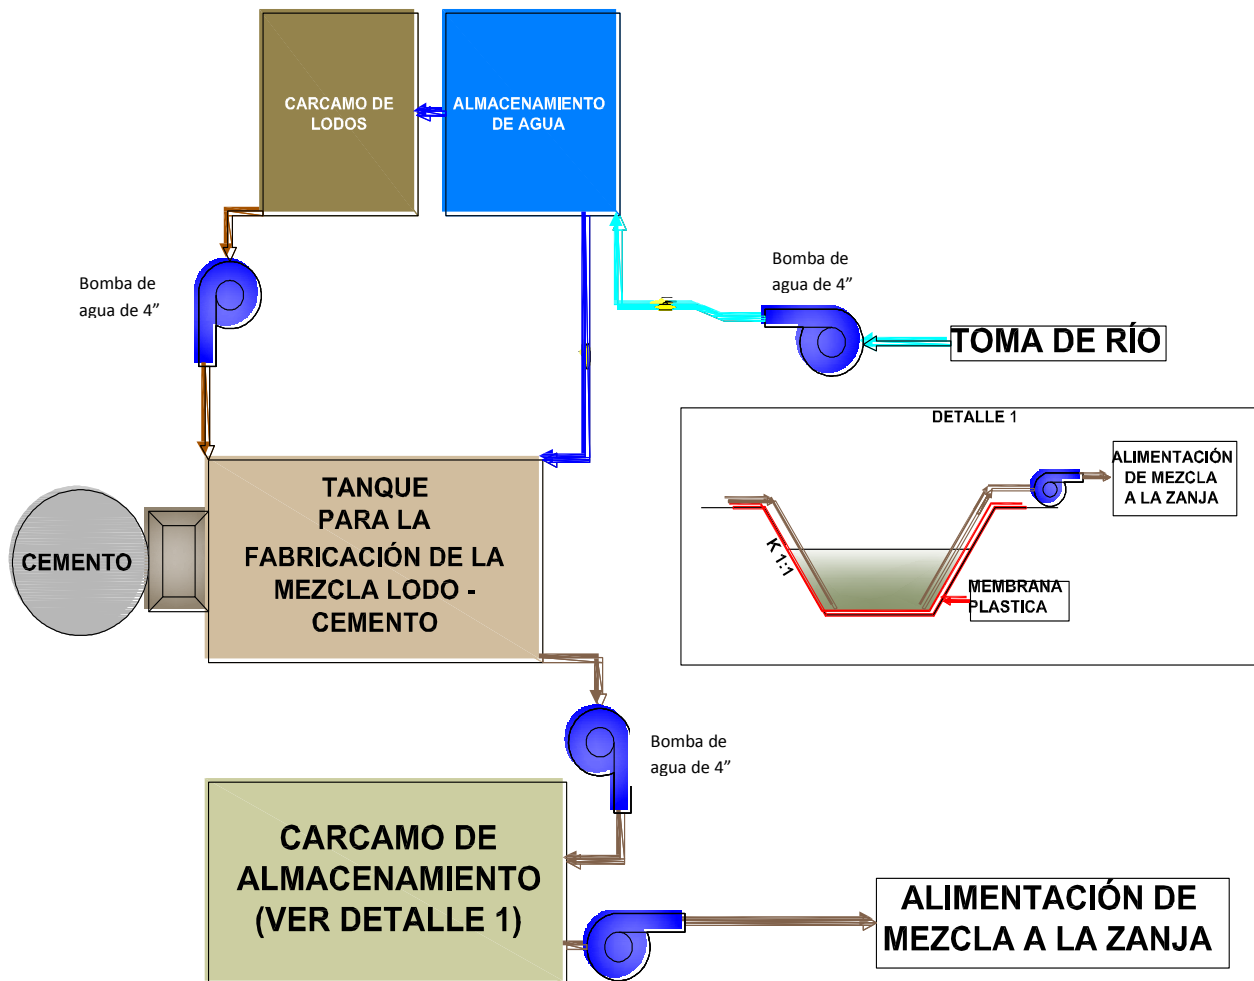 CARCAMO DE
LODOS
ALMACENAMIENTO
DE AGUA
Bomba de
agua de 4”
Bomba de
agua de 4”
TOMA DE RÍO
DETALLE 1
ALIMENTACIÓN
DE MEZCLA
A LA ZANJA
K 1:1
MEMBRANA
PLASTICA
CEMENTO
TANQUE
PARA LA
FABRICACIÓN DE LA
MEZCLA LODO -
CEMENTO
Bomba de
agua de 4”
CARCAMO DE
ALMACENAMIENTO
(VER DETALLE 1)
ALIMENTACIÓN DE
MEZCLA A LA ZANJA